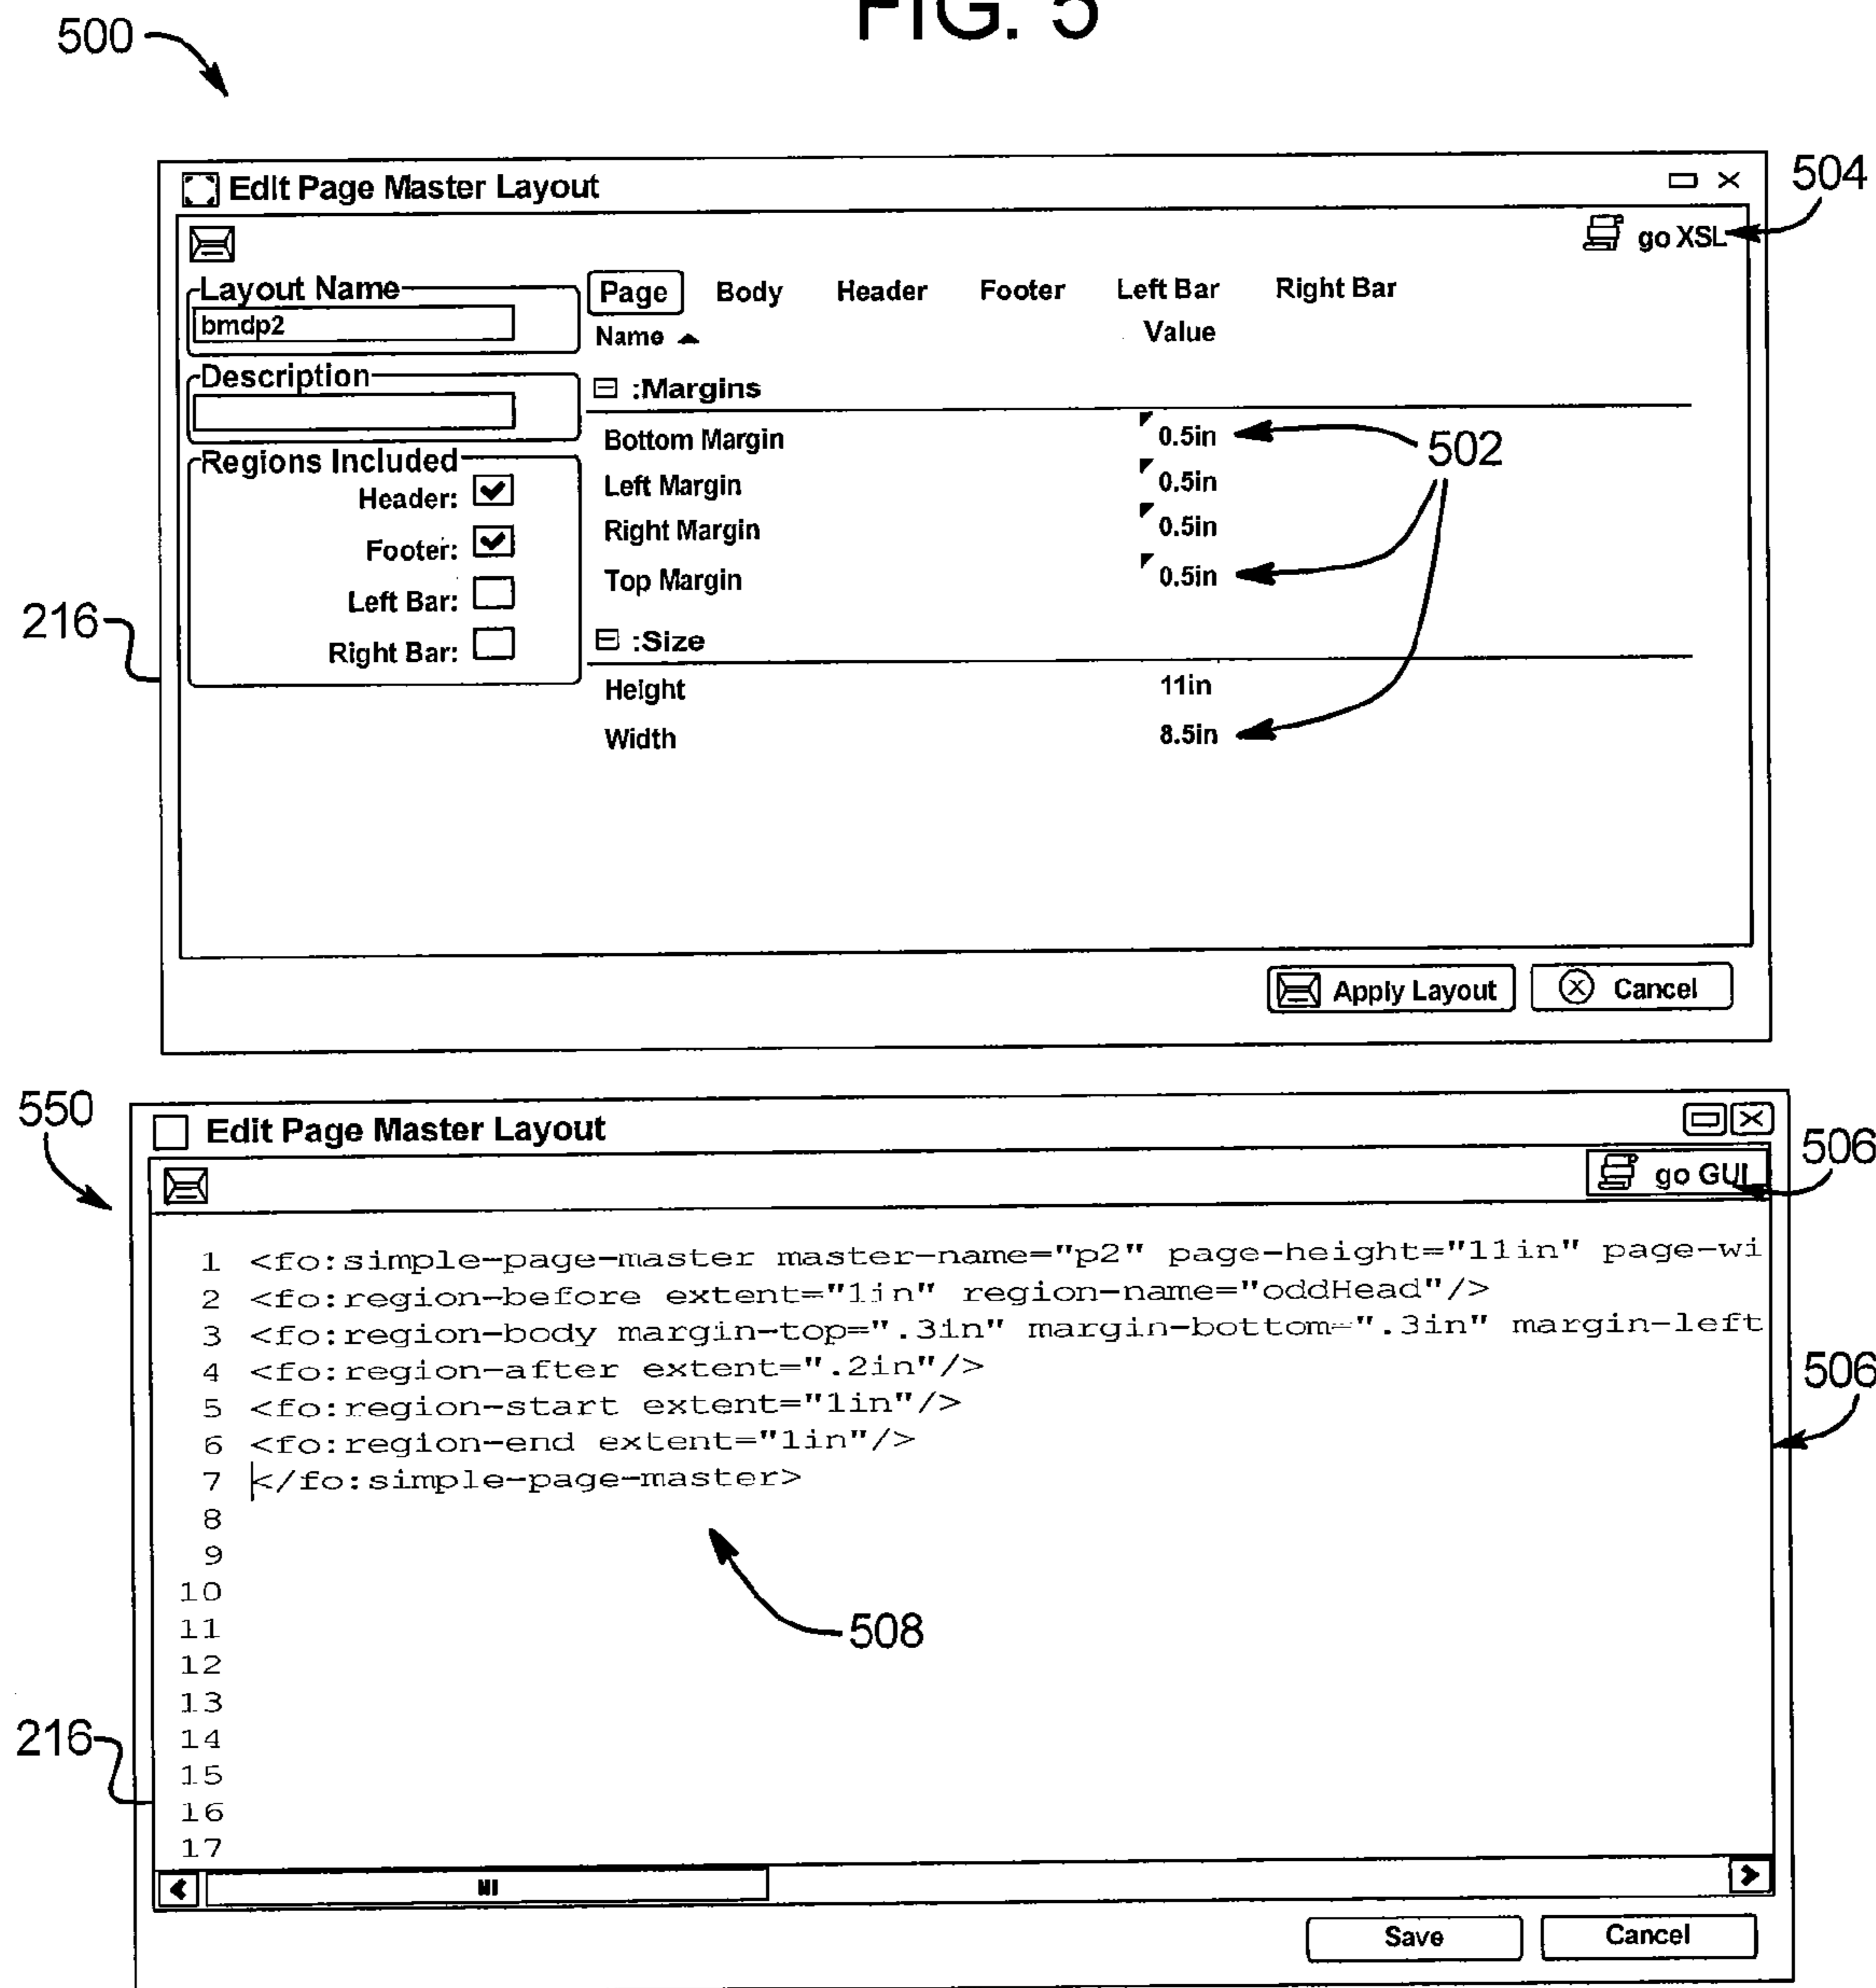 FIG. 5
500
Edit Page Master Layout
504
go XSL
Layout Name
bmdp2
Description
Regions Included
Header:
Footer:
Left Bar:
Right Bar:
Page Body Header Footer Left Bar Right Bar
Name Value
:Margins
Bottom Margin 0.5in
502
Left Margin 0.5in
Right Margin 0.5in
Top Margin 0.5in
:Size
Height 11in
Width 8.5in
216
Apply Layout Cancel
550
Edit Page Master Layout
506
go GUI
1 <fo:simple-page-master master-name="p2" page-height="11in" page-wi
2 <fo:region-before extent="1in" region-name="oddHead"/>
3 <fo:region-body margin-top=".3in" margin-bottom=".3in" margin-left
4 <fo:region-after extent=".2in"/>
506
5 <fo:region-start extent="1in"/>
6 <fo:region-end extent="1in"/>
7 </fo:simple-page-master>
8
9
10
11
508
12
13
14
216
15
16
17
Save Cancel